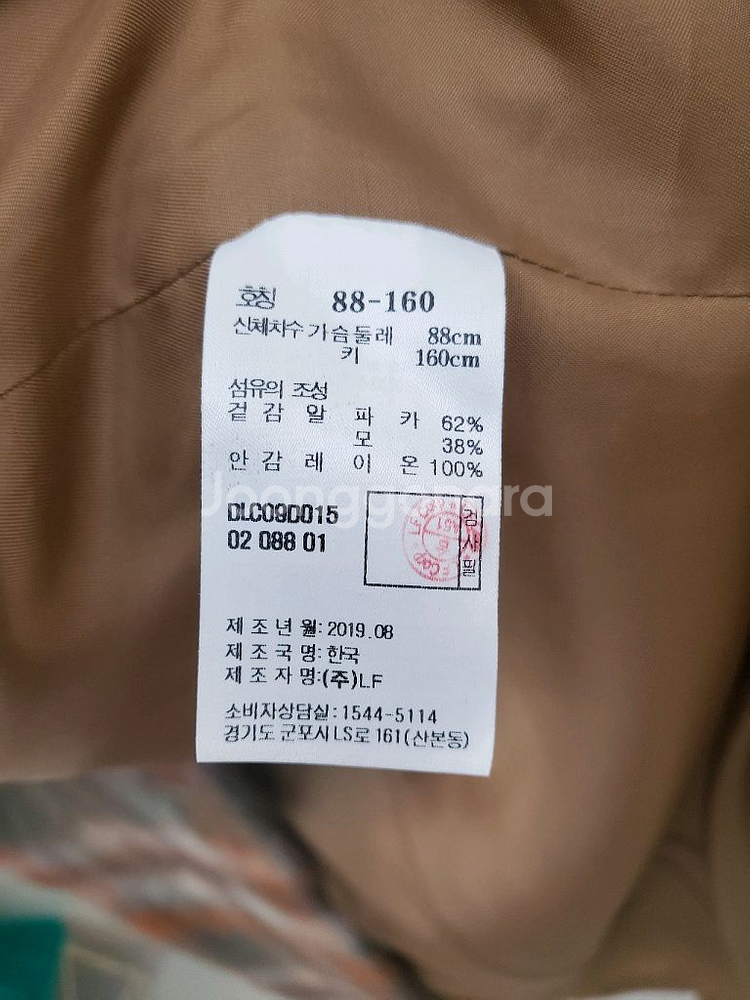 호칭 88-160
신체치수 가슴둘레 88cm
키 160cm
섬유의 조성
겉감 알파카 62%
모 38%
안감 레이온 100%
Joonggonara
DLC09D015
02 088 01
검사필
제조년월: 2019.08
제조국명: 한국
제조자명:(주)LF
소비자상담실: 1544-5114
경기도 군포시 LS로 161(산본동)